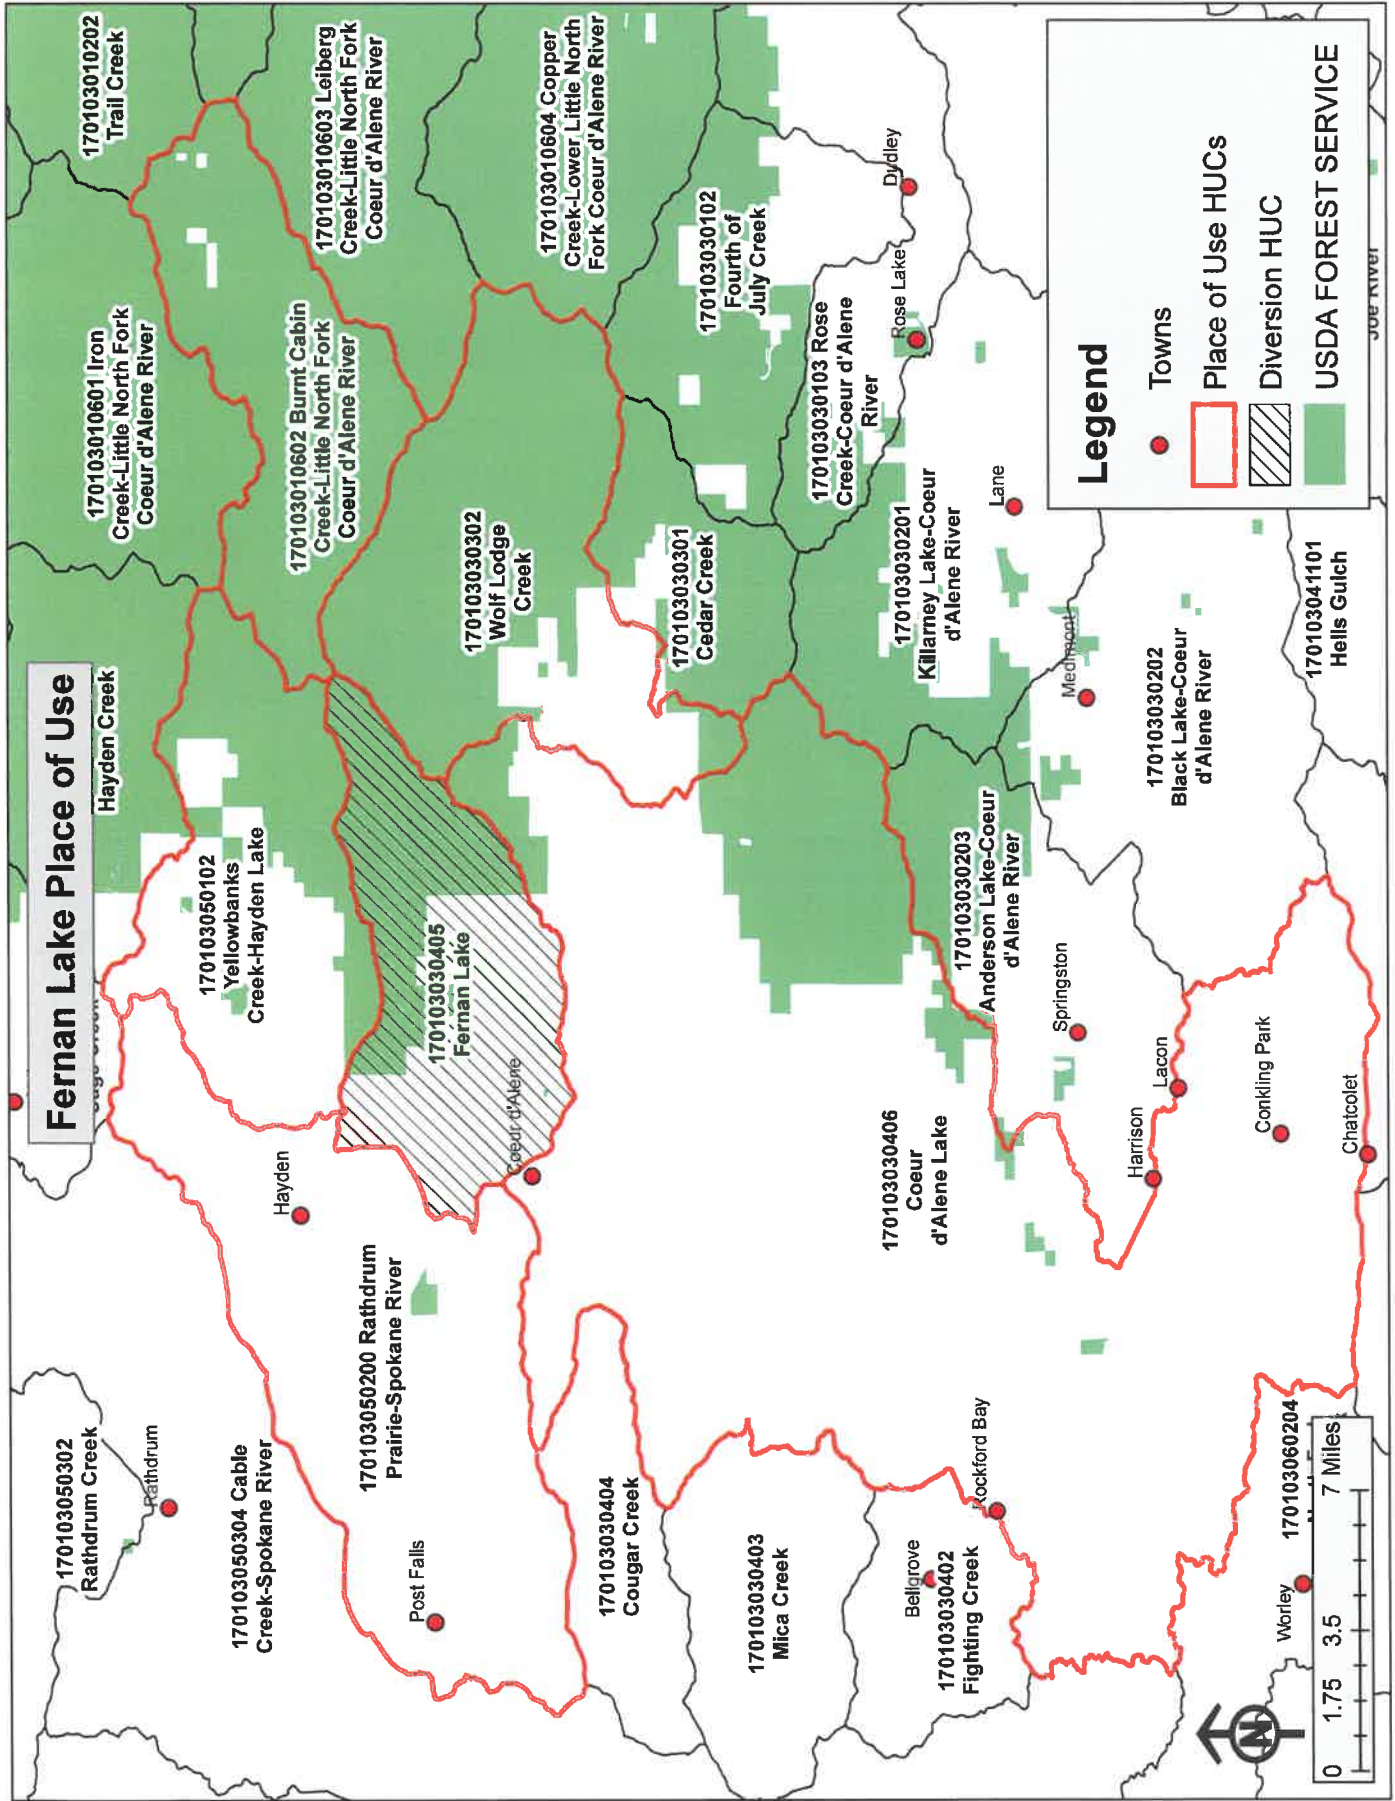 Fernan Lake Place of Use
170103050302
Rathdrum Creek
Rathdrum
170103050304 Cable
Creek-Spokane River
Post Falls
170103050200 Rathdrum
Prairie-Spokane River
Hayden
Hayden Creek
170103050102
Yellowbanks
Creek-Hayden Lake
170103010601 Iron
Creek-Little North Fork
Coeur d'Alene River
170103010202
Trail Creek
170103010602 Burnt Cabin
Creek-Little North Fork
Coeur d'Alene River
170103010603 Leiberg
Creek-Little North Fork
Coeur d'Alene River
170103030405
Fernan Lake
Coeur d'Alene
170103030302
Wolf Lodge
Creek
170103010604 Copper
Creek-Lower Little North
Fork Coeur d'Alene River
170103030404
Cougar Creek
170103030301
Cedar Creek
170103030102
Fourth of
July Creek
170103030403
Mica Creek
170103030103 Rose
Creek-Coeur d'Alene
River
Rose Lake
Dudley
170103030406
Coeur
d'Alene Lake
170103030201
Killarney Lake-Coeur
d'Alene River
Lane
Bellgrove
170103030402
Fighting Creek
Rockford Bay
170103030203
Anderson Lake-Coeur
d'Alene River
Springston
Medimont
Harrison
Lacon
170103030202
Black Lake-Coeur
d'Alene River
Conkling Park
Chatcolet
170103041101
Hells Gulch
Worley
170103060204
Joe River
N
0 1.75 3.5 7 Miles
Legend
Towns
Place of Use HUCs
Diversion HUC
USDA FOREST SERVICE